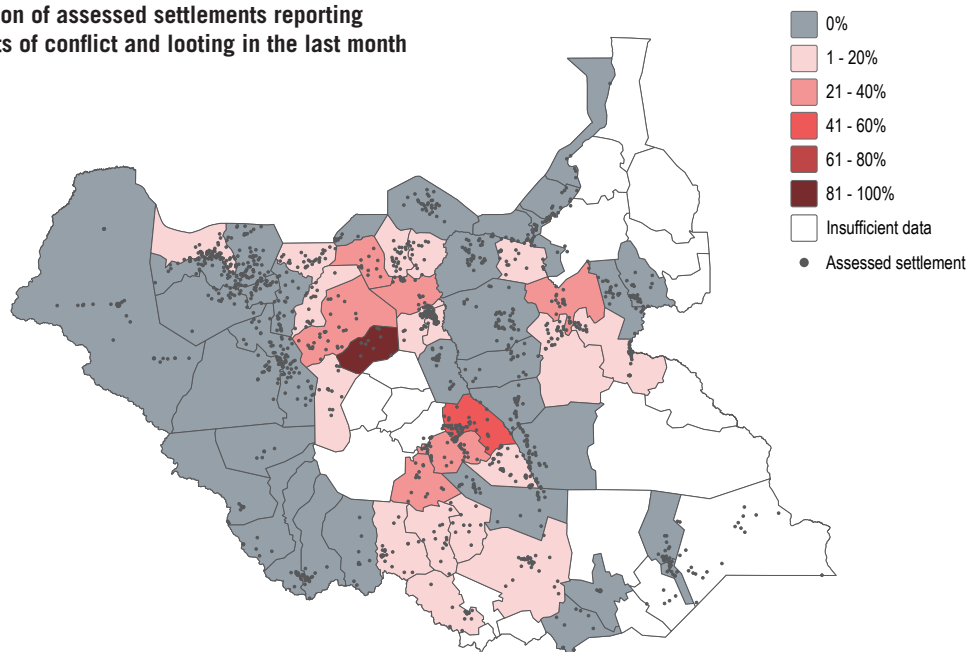 of assessed settlements reporting
of conflict and looting in the last month
0%
1 - 20%
21 - 40%
41 - 60%
61 - 80%
81 - 100%
Insufficient data
Assessed settlement